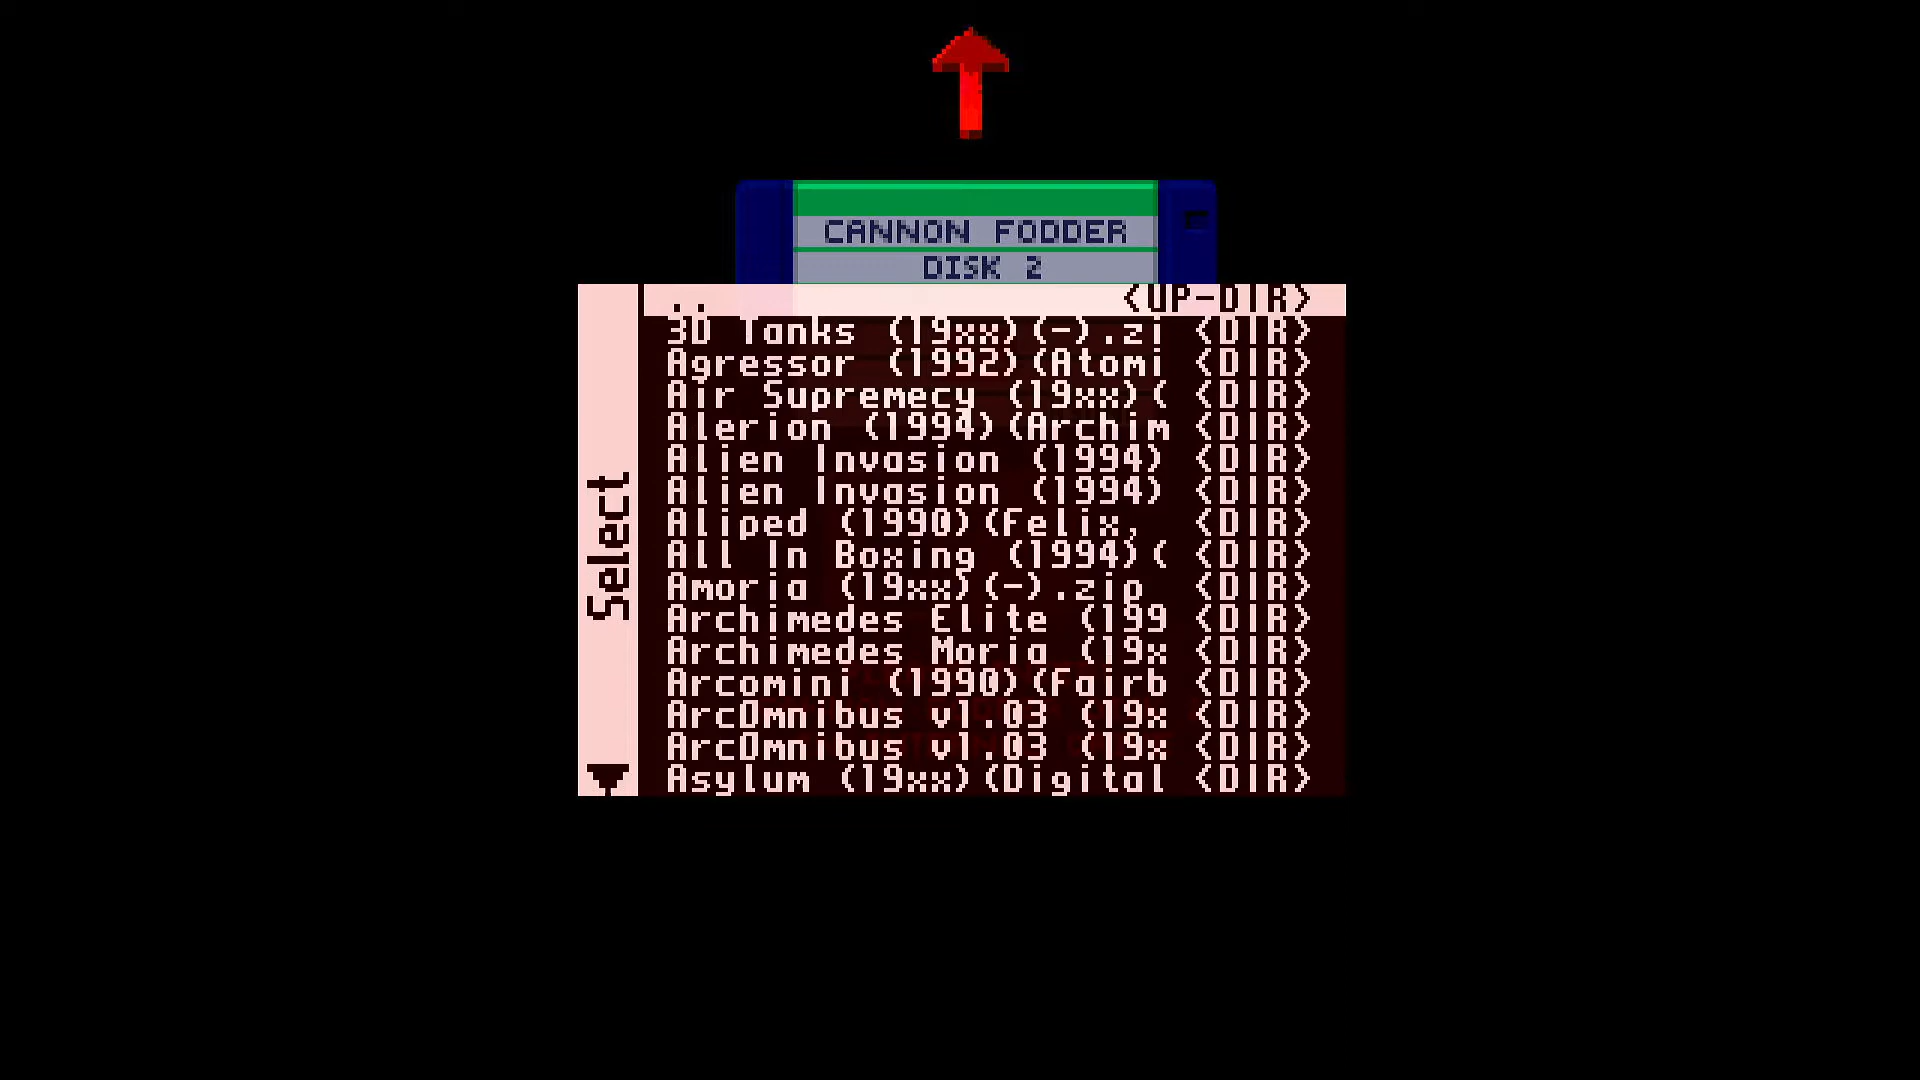 CANNON FODDER
DISK 2
Select
.. <UP-DIR>
3D Tanks (19xx)(-).zi <DIR>
Agressor (1992)(Atomi <DIR>
Air Supremecy (19xx)( <DIR>
Alerion (1994)(Archim <DIR>
Alien Invasion (1994) <DIR>
Alien Invasion (1994) <DIR>
Aliped (1990)(Felix, <DIR>
All In Boxing (1994)( <DIR>
Amoria (19xx)(-).zip <DIR>
Archimedes Elite (199 <DIR>
Archimedes Moria (19x <DIR>
Arcomini (1990)(Fairb <DIR>
ArcOmnibus v1.03 (19x <DIR>
ArcOmnibus v1.03 (19x <DIR>
Asylum (19xx)(Digital <DIR>